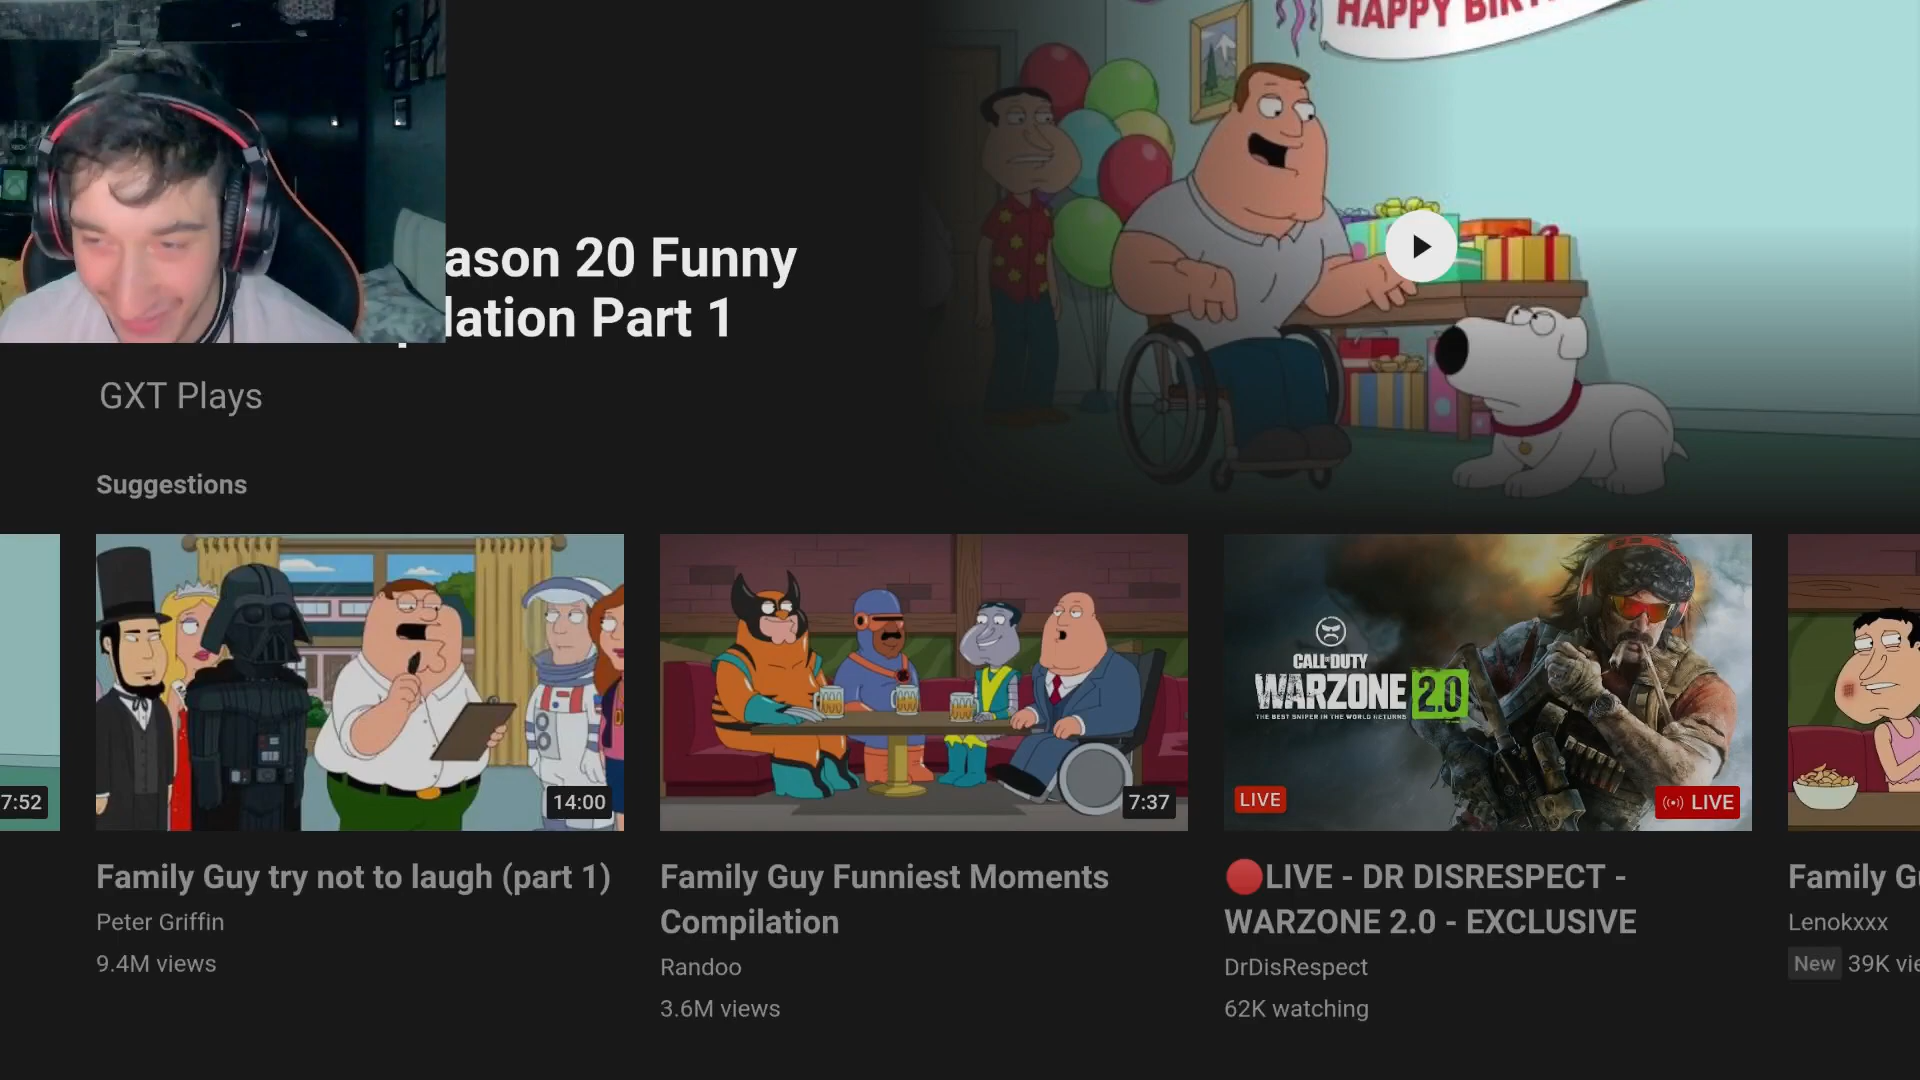 HAPPY BIRT
ason 20 Funny
lation Part 1
GXT Plays
Suggestions
7:52
14:00
7:37
CALL OF DUTY
WARZONE 2.0
THE BEST SNIPER IN THE WORLD RETURNS
LIVE
LIVE
Family Guy try not to laugh (part 1)
Peter Griffin
9.4M views
Family Guy Funniest Moments
Compilation
Randoo
3.6M views
🔴LIVE - DR DISRESPECT -
WARZONE 2.0 - EXCLUSIVE
DrDisRespect
62K watching
Family G
Lenokxxx
New 39K vie